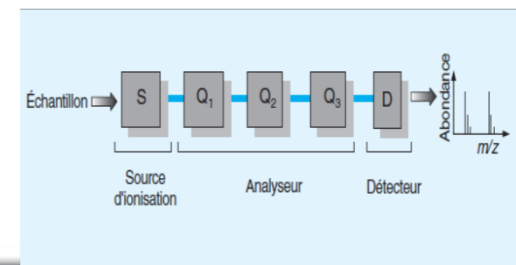 Échantillon
S
Q1
Q2
Q3
D
Abondance
m/z
Source
d'ionisation
Analyseur
Détecteur